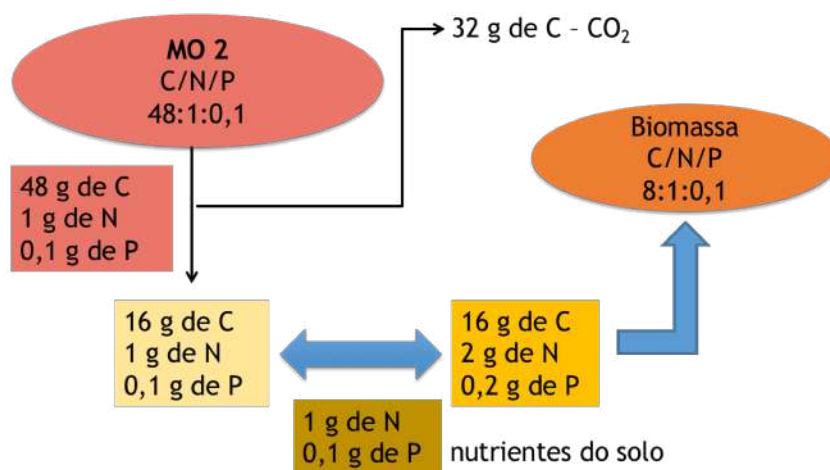 MO 2
C/N/P
48:1:0,1
32 g de C – CO₂
Biomassa
C/N/P
8:1:0,1
48 g de C
1 g de N
0,1 g de P
16 g de C
1 g de N
0,1 g de P
16 g de C
2 g de N
0,2 g de P
1 g de N
0,1 g de P
nutrientes do solo